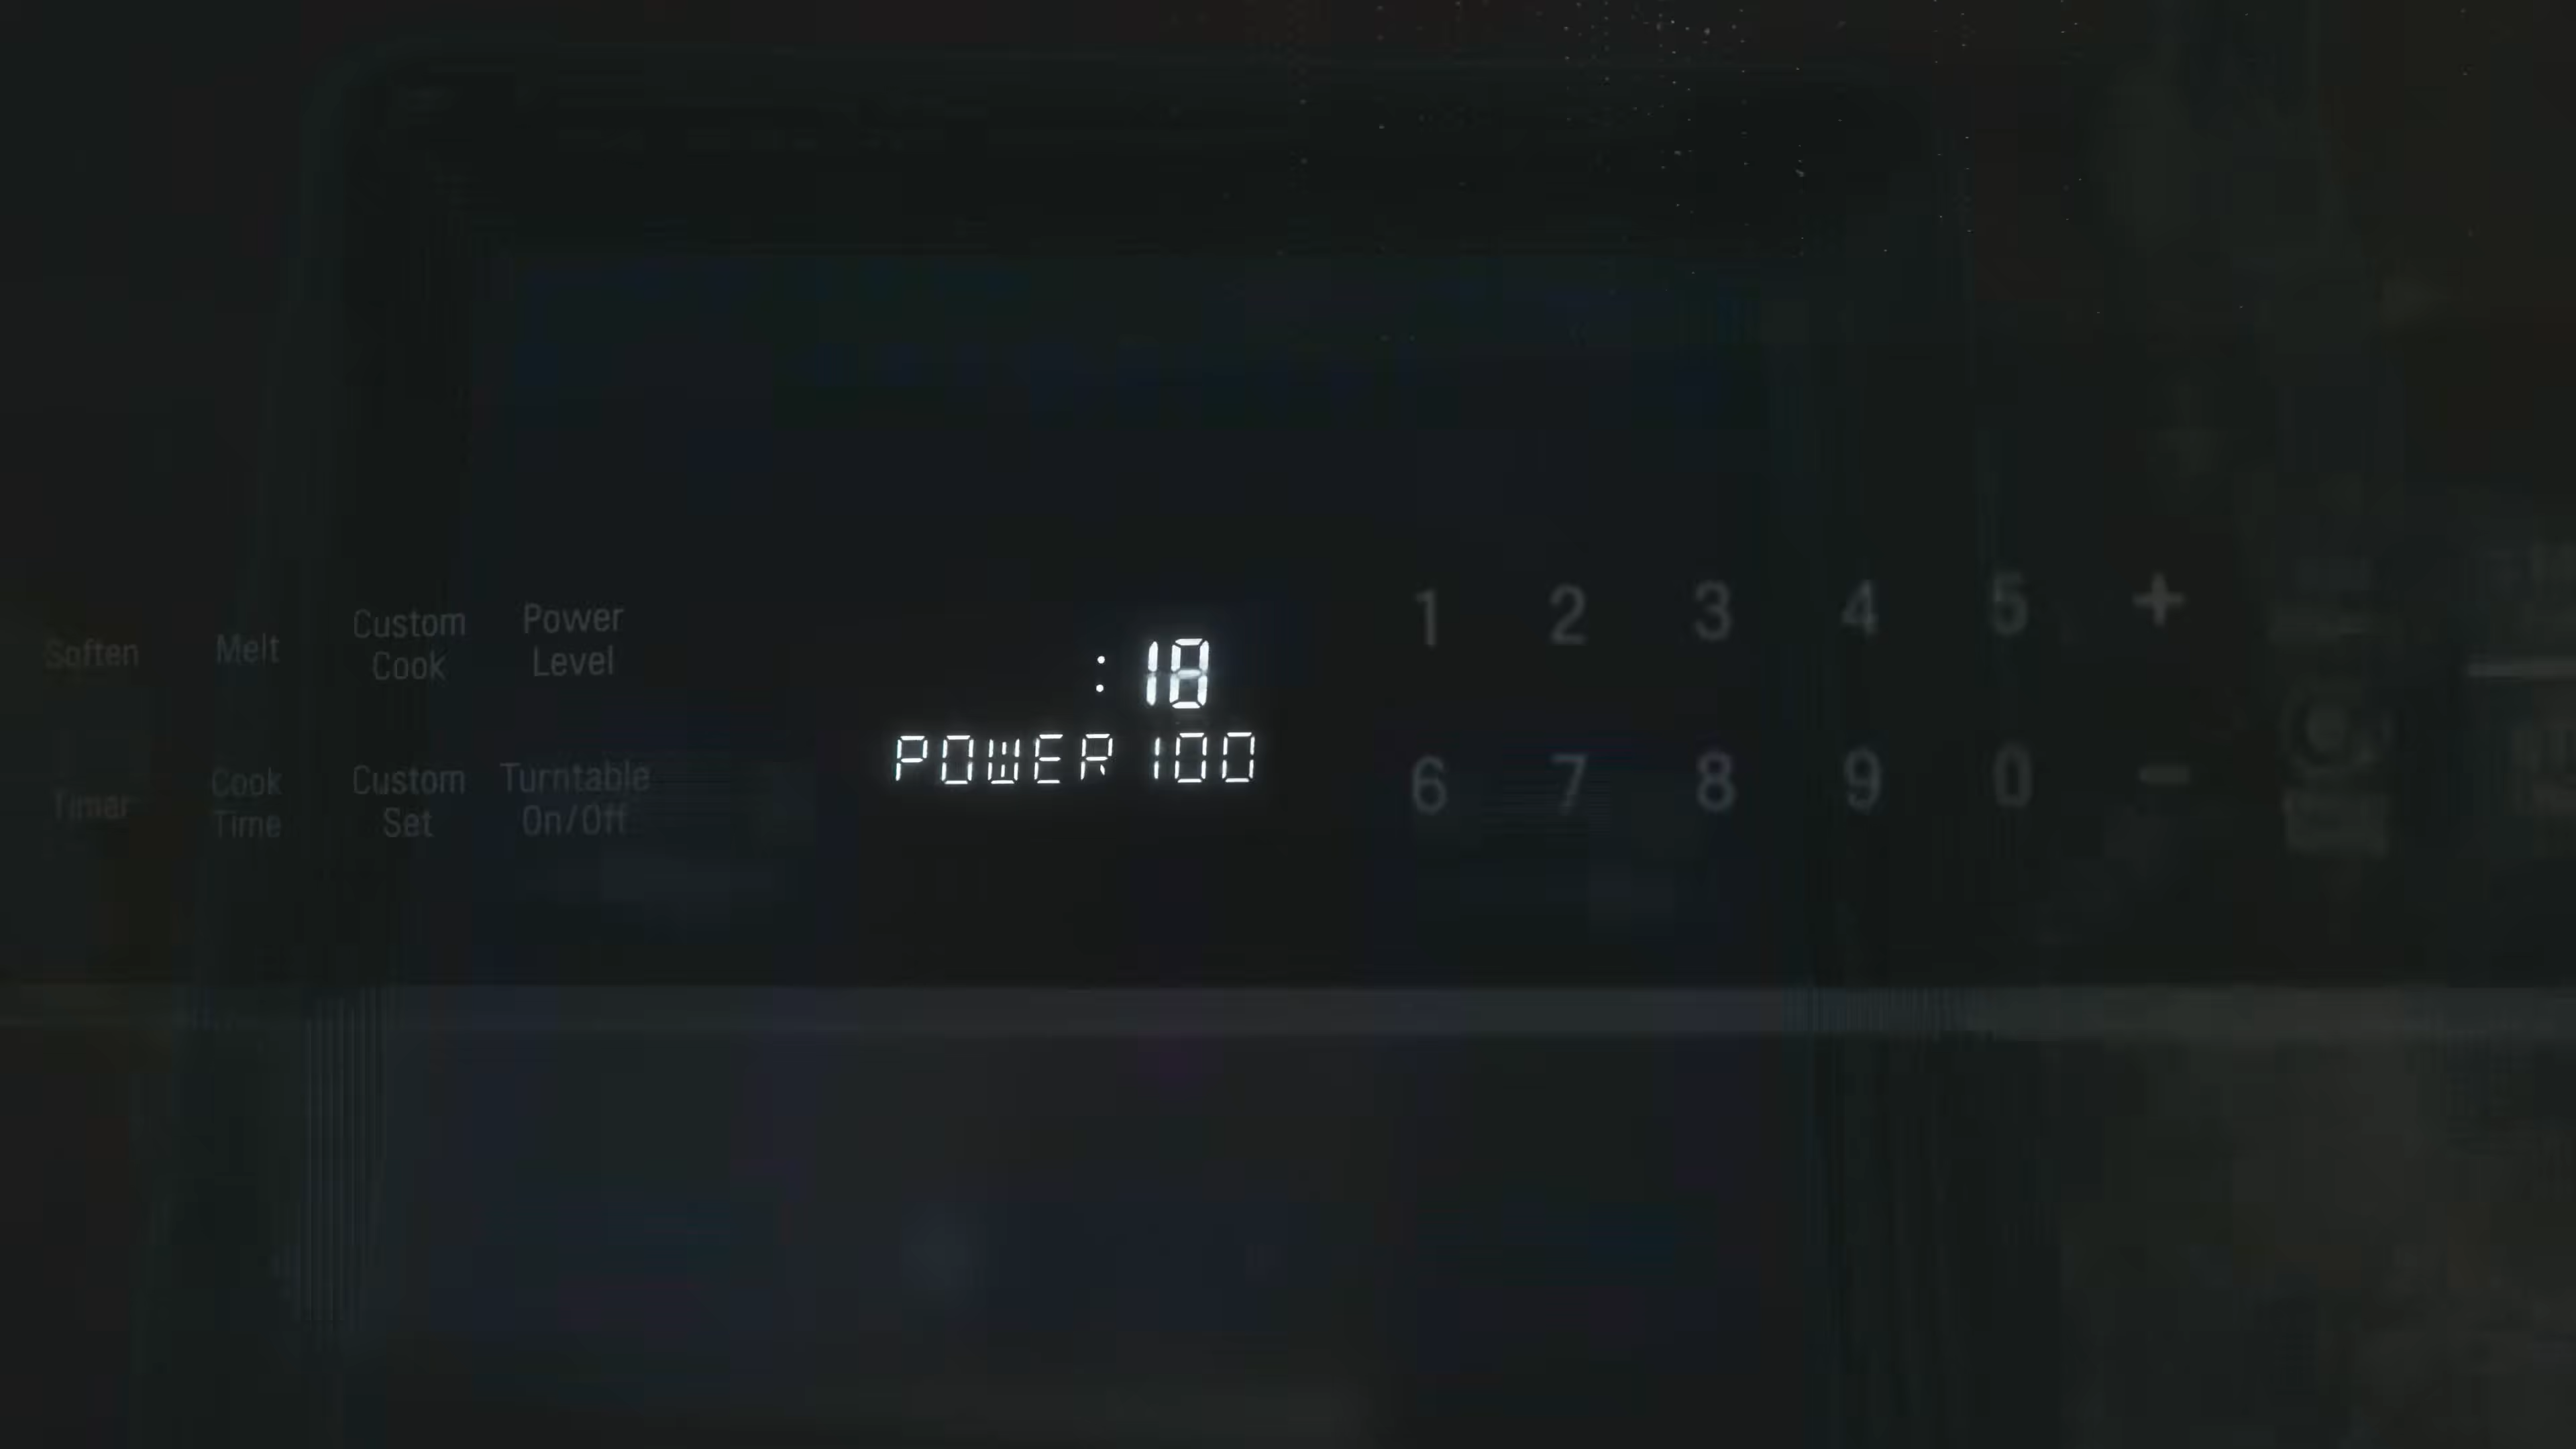 Soften
Melt
Custom
Cook
Power
Level
Timer
Cook
Time
Custom
Set
Turntable
On/Off
:18
POWER 100
1 2 3 4 5 +
6 7 8 9 0 -